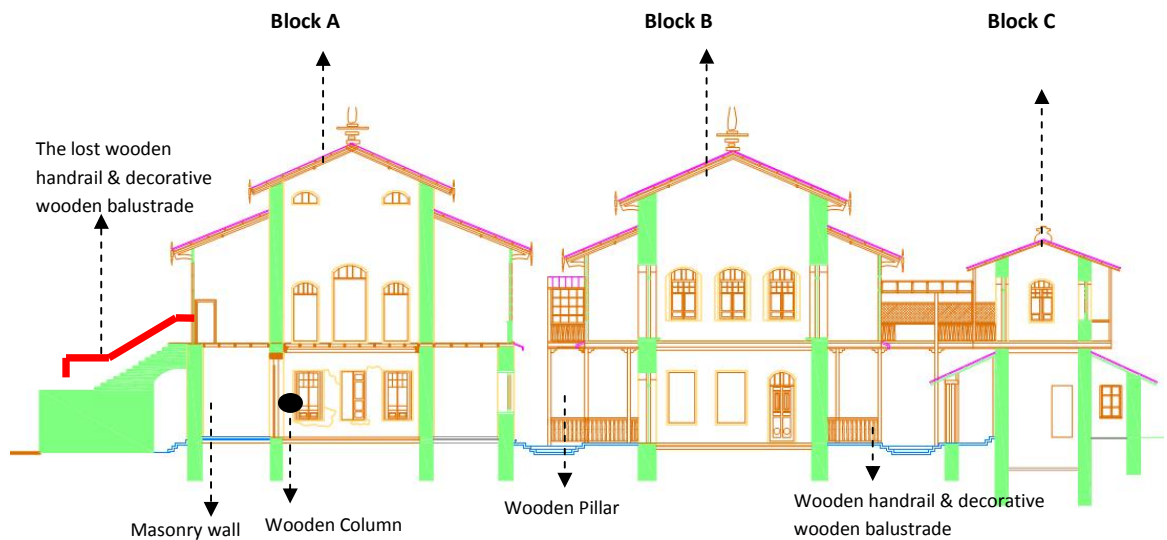 Block A
Block B
Block C
The lost wooden
handrail & decorative
wooden balustrade
Masonry wall
Wooden Column
Wooden Pillar
Wooden handrail & decorative
wooden balustrade